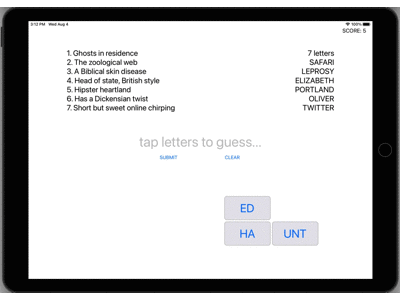 3:12 PM Wed Aug 4
100%
SCORE: 5
1. Ghosts in residence 7 letters
2. The zoological web SAFARI
3. A Biblical skin disease LEPROSY
4. Head of state, British style ELIZABETH
5. Hipster heartland PORTLAND
6. Has a Dickensian twist OLIVER
7. Short but sweet online chirping TWITTER
tap letters to guess...
SUBMIT CLEAR
ED
HA UNT